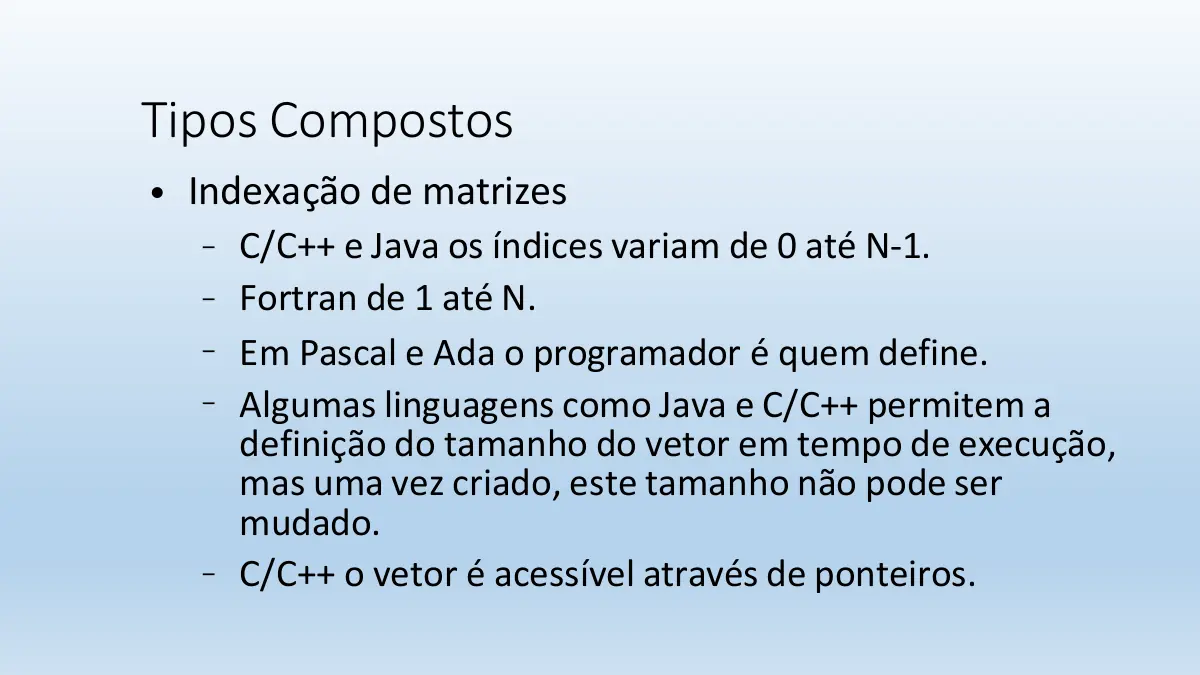 Tipos Compostos
• Indexação de matrizes
– C/C++ e Java os índices variam de 0 até N-1.
– Fortran de 1 até N.
– Em Pascal e Ada o programador é quem define.
– Algumas linguagens como Java e C/C++ permitem a
definição do tamanho do vetor em tempo de execução,
mas uma vez criado, este tamanho não pode ser
mudado.
– C/C++ o vetor é acessível através de ponteiros.